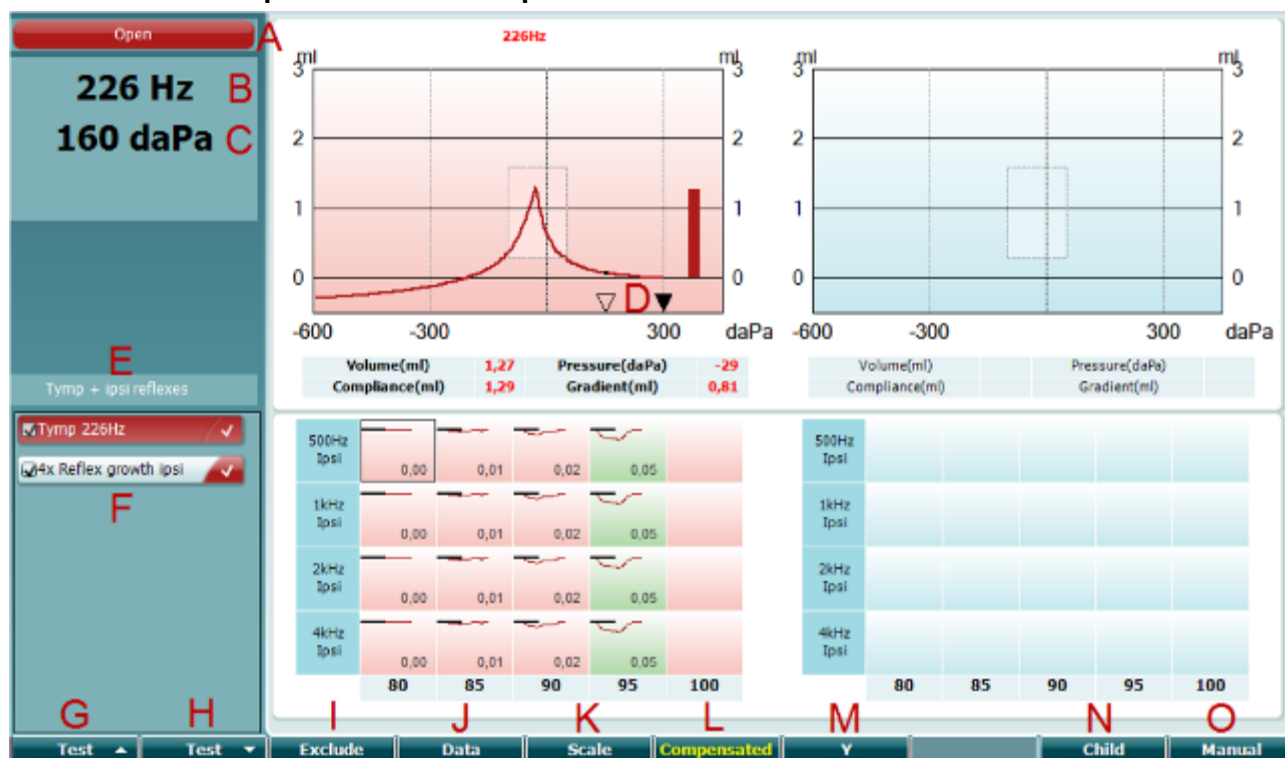 Open
A
226 Hz B
160 daPa C
E
Tymp + ipsi reflexes
Tymp 226Hz
4x Reflex growth ipsi
F
G H
226Hz
ml ml
3 3
2 2
1 1
0 0
D
-600 -300 300 daPa
Volume(ml) 1,27 Pressure(daPa) -29
Compliance(ml) 1,29 Gradient(ml) 0,81
ml ml
3 3
2 2
1 1
0 0
-600 -300 300 daPa
Volume(ml) Pressure(daPa)
Compliance(ml) Gradient(ml)
500Hz
Ipsi
0,00 0,01 0,02 0,05
1kHz
Ipsi
0,00 0,01 0,02 0,05
2kHz
Ipsi
0,00 0,01 0,02 0,05
4kHz
Ipsi
0,00 0,01 0,02 0,05
80 85 90 95 100
500Hz
Ipsi
1kHz
Ipsi
2kHz
Ipsi
4kHz
Ipsi
80 85 90 95 100
I J K L M N O
Test Test Exclude Data Scale Compensated Y Child Manual